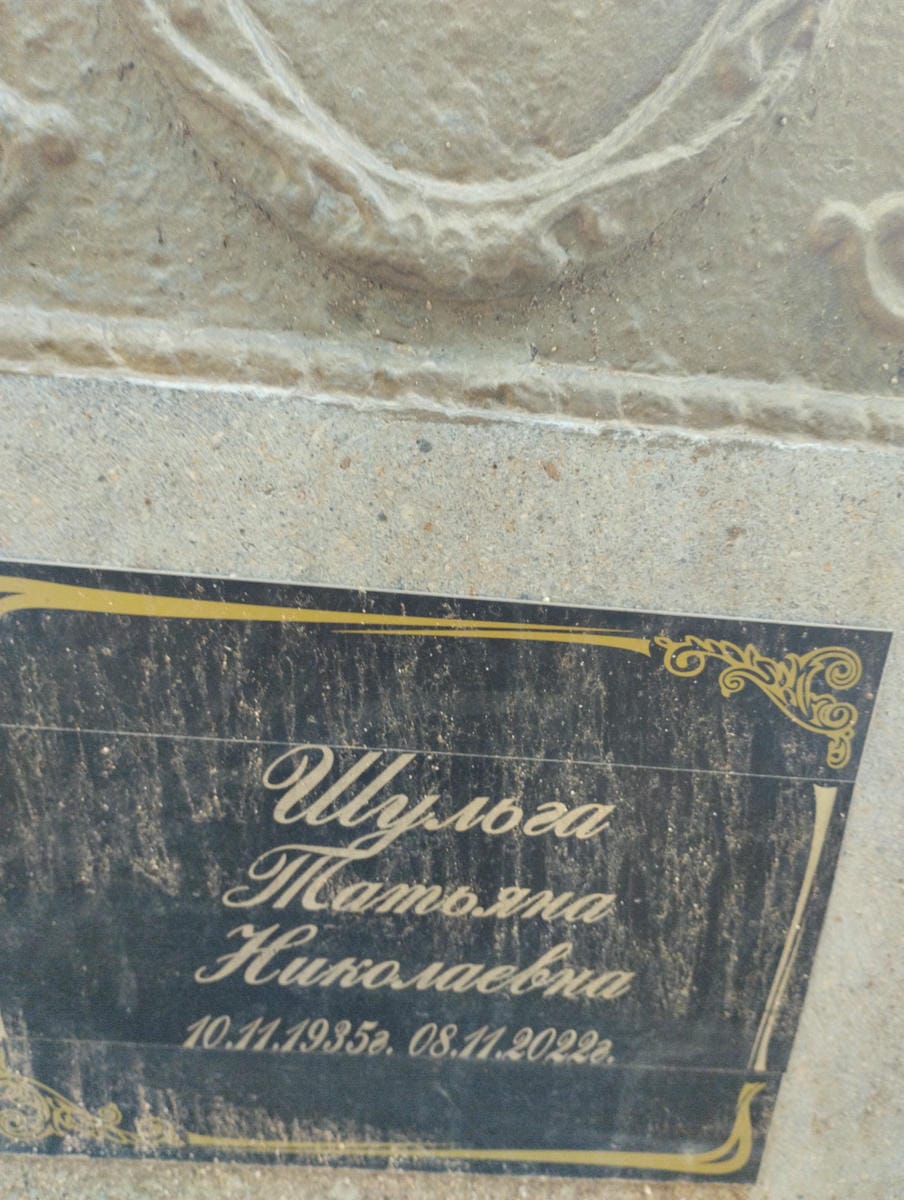 Шульга
Татьяна
Николаевна
10.11.1935г. 08.11.2022г.